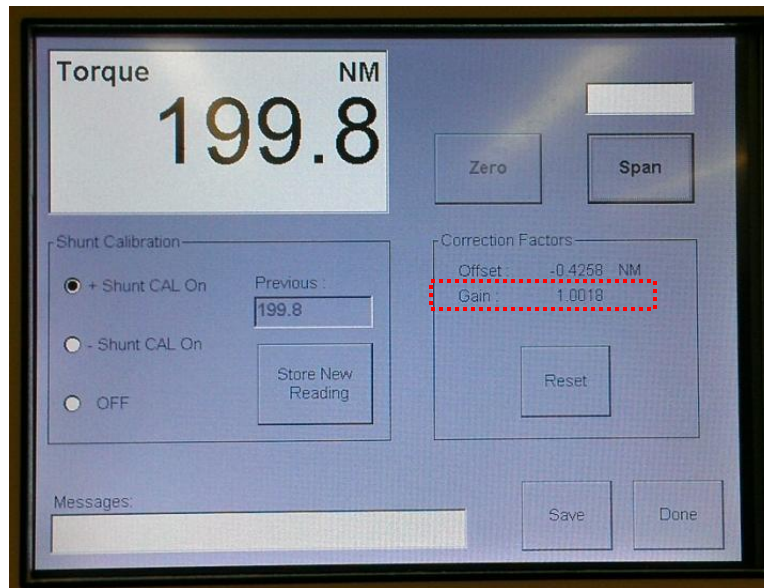 Torque NM
199.8
Zero
Span
Shunt Calibration
+ Shunt CAL On
Previous :
199.8
- Shunt CAL On
Store New
Reading
OFF
Correction Factors
Offset : -0.4258 NM
Gain : 1.0018
Reset
Messages:
Save
Done